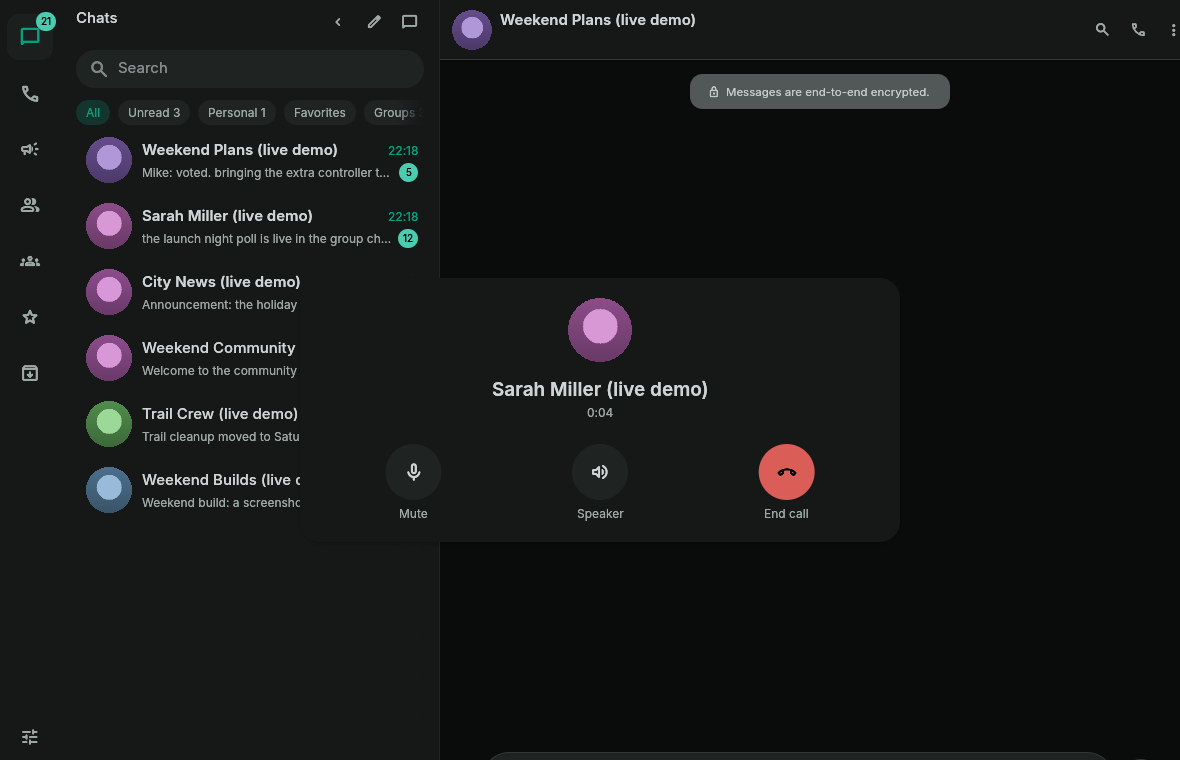 21
Chats
Search
All
Unread 3
Personal 1
Favorites
Groups
Weekend Plans (live demo)
22:18
Mike: voted. bringing the extra controller t...
5
Sarah Miller (live demo)
22:18
the launch night poll is live in the group ch...
12
City News (live demo)
Announcement: the holiday
Weekend Community
Welcome to the community
Trail Crew (live demo)
Trail cleanup moved to Satu
Weekend Builds (live
Weekend build: a
Weekend Plans (live demo)
Messages are end-to-end encrypted.
Sarah Miller (live demo)
0:04
Mute
Speaker
End call